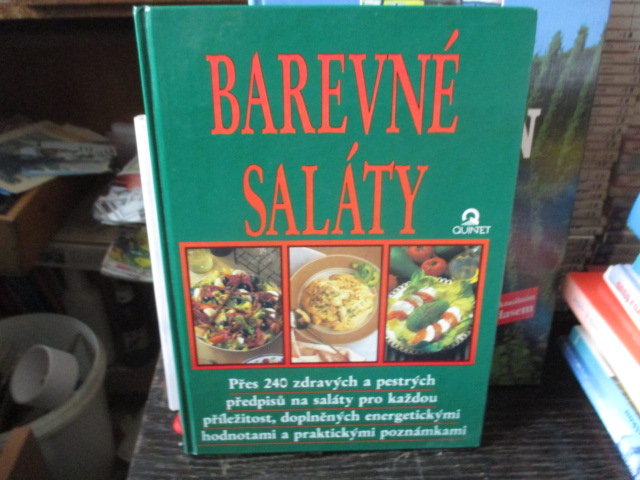 BAREVNÉ
SALÁTY
QUINTET
Přes 240 zdravých a pestrých
předpisů na saláty pro každou
příležitost, doplněných energetickými
hodnotami a praktickými poznámkami